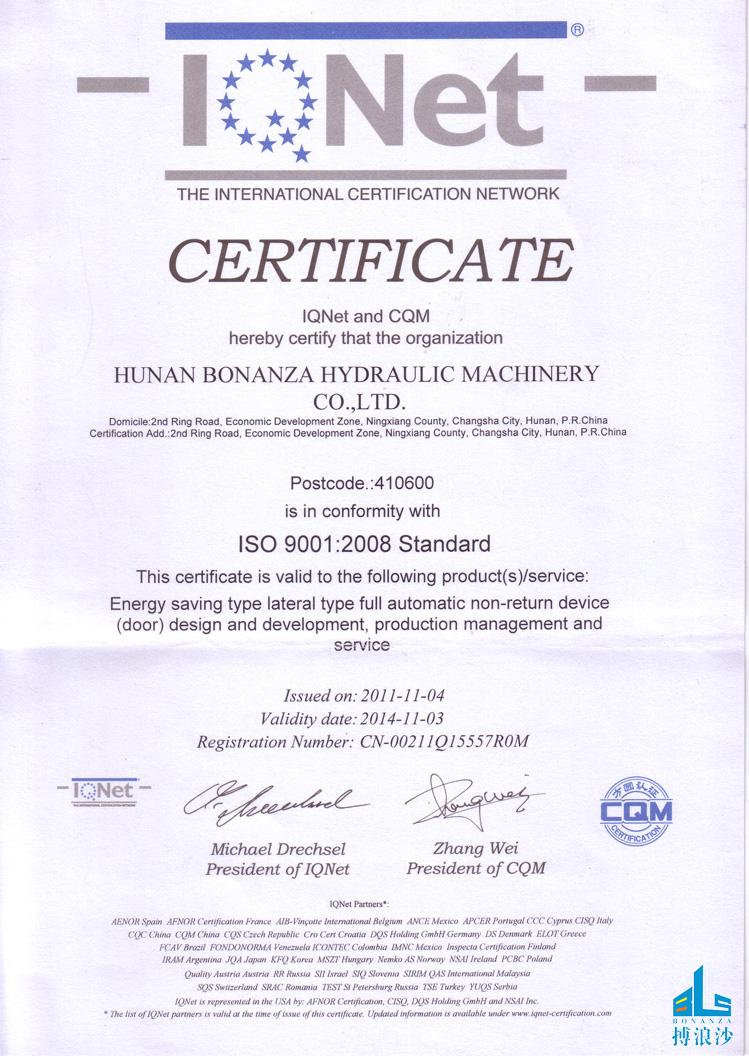 ®
IQNet
THE INTERNATIONAL CERTIFICATION NETWORK
CERTIFICATE
IQNet and CQM
hereby certify that the organization
HUNAN BONANZA HYDRAULIC MACHINERY
CO.,LTD.
Domicile:2nd Ring Road, Economic Development Zone, Ningxiang County, Changsha City, Hunan, P.R.China
Certification Add.:2nd Ring Road, Economic Development Zone, Ningxiang County, Changsha City, Hunan, P.R.China
Postcode.:410600
is in conformity with
ISO 9001:2008 Standard
This certificate is valid to the following product(s)/service:
Energy saving type lateral type full automatic non-return device
(door) design and development, production management and
service
Issued on: 2011-11-04
Validity date: 2014-11-03
Registration Number: CN-00211Q15557R0M
IQNet
THE INTERNATIONAL CERTIFICATION NETWORK
Zhang Wei
方圆认证
CQM
CERTIFICATION
Michael Drechsel
President of IQNet
Zhang Wei
President of CQM
IQNet Partners*:
AENOR Spain AFNOR Certification France AIB-Vinçotte International Belgium ANCE Mexico APCER Portugal CCC Cyprus CISQ Italy
CQC China CQM China CQS Czech Republic Cro Cert Croatia DQS Holding GmbH Germany DS Denmark ELOT Greece
FCAV Brazil FONDONORMA Venezuela ICONTEC Colombia IMNC Mexico Inspecta Certification Finland
IRAM Argentina JQA Japan KFQ Korea MSZT Hungary Nemko AS Norway NSAI Ireland PCBC Poland
Quality Austria Austria RR Russia SII Israel SIQ Slovenia SIRIM QAS International Malaysia
SQS Switzerland SRAC Romania TEST St Petersburg Russia TSE Turkey YUQS Serbia
IQNet is represented in the USA by: AFNOR Certification, CISQ, DQS Holding GmbH and NSAI Inc.
* The list of IQNet partners is valid at the time of issue of this certificate. Updated information is available under www.iqnet-certification.com
BONANZA
搏浪沙